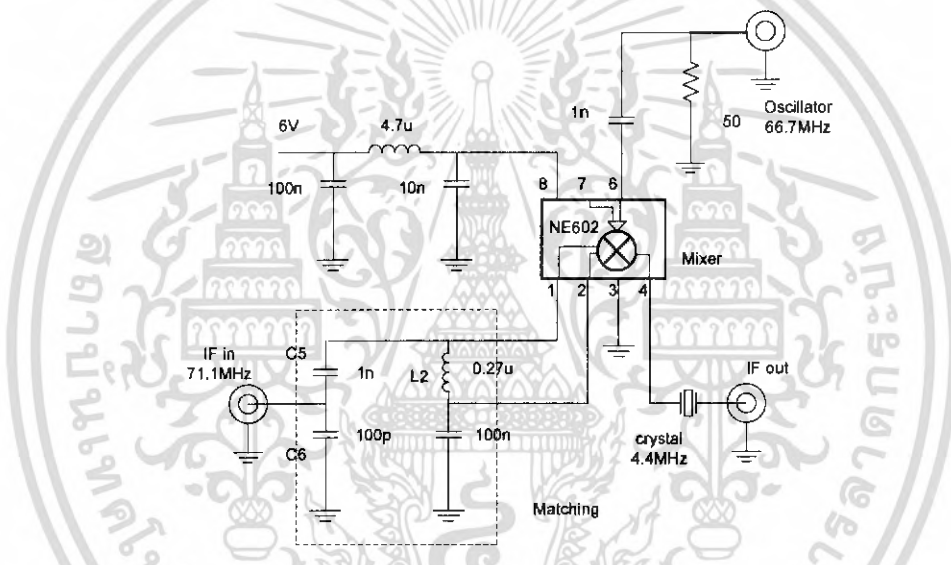 6V
4.7u
100n
10n
1n
50
Oscillator
66.7MHz
8
7
6
NE602
Mixer
1
2
3
4
IF in
71.1MHz
C5
1n
L2
0.27u
C6
100p
100n
Matching
crystal
4.4MHz
IF out